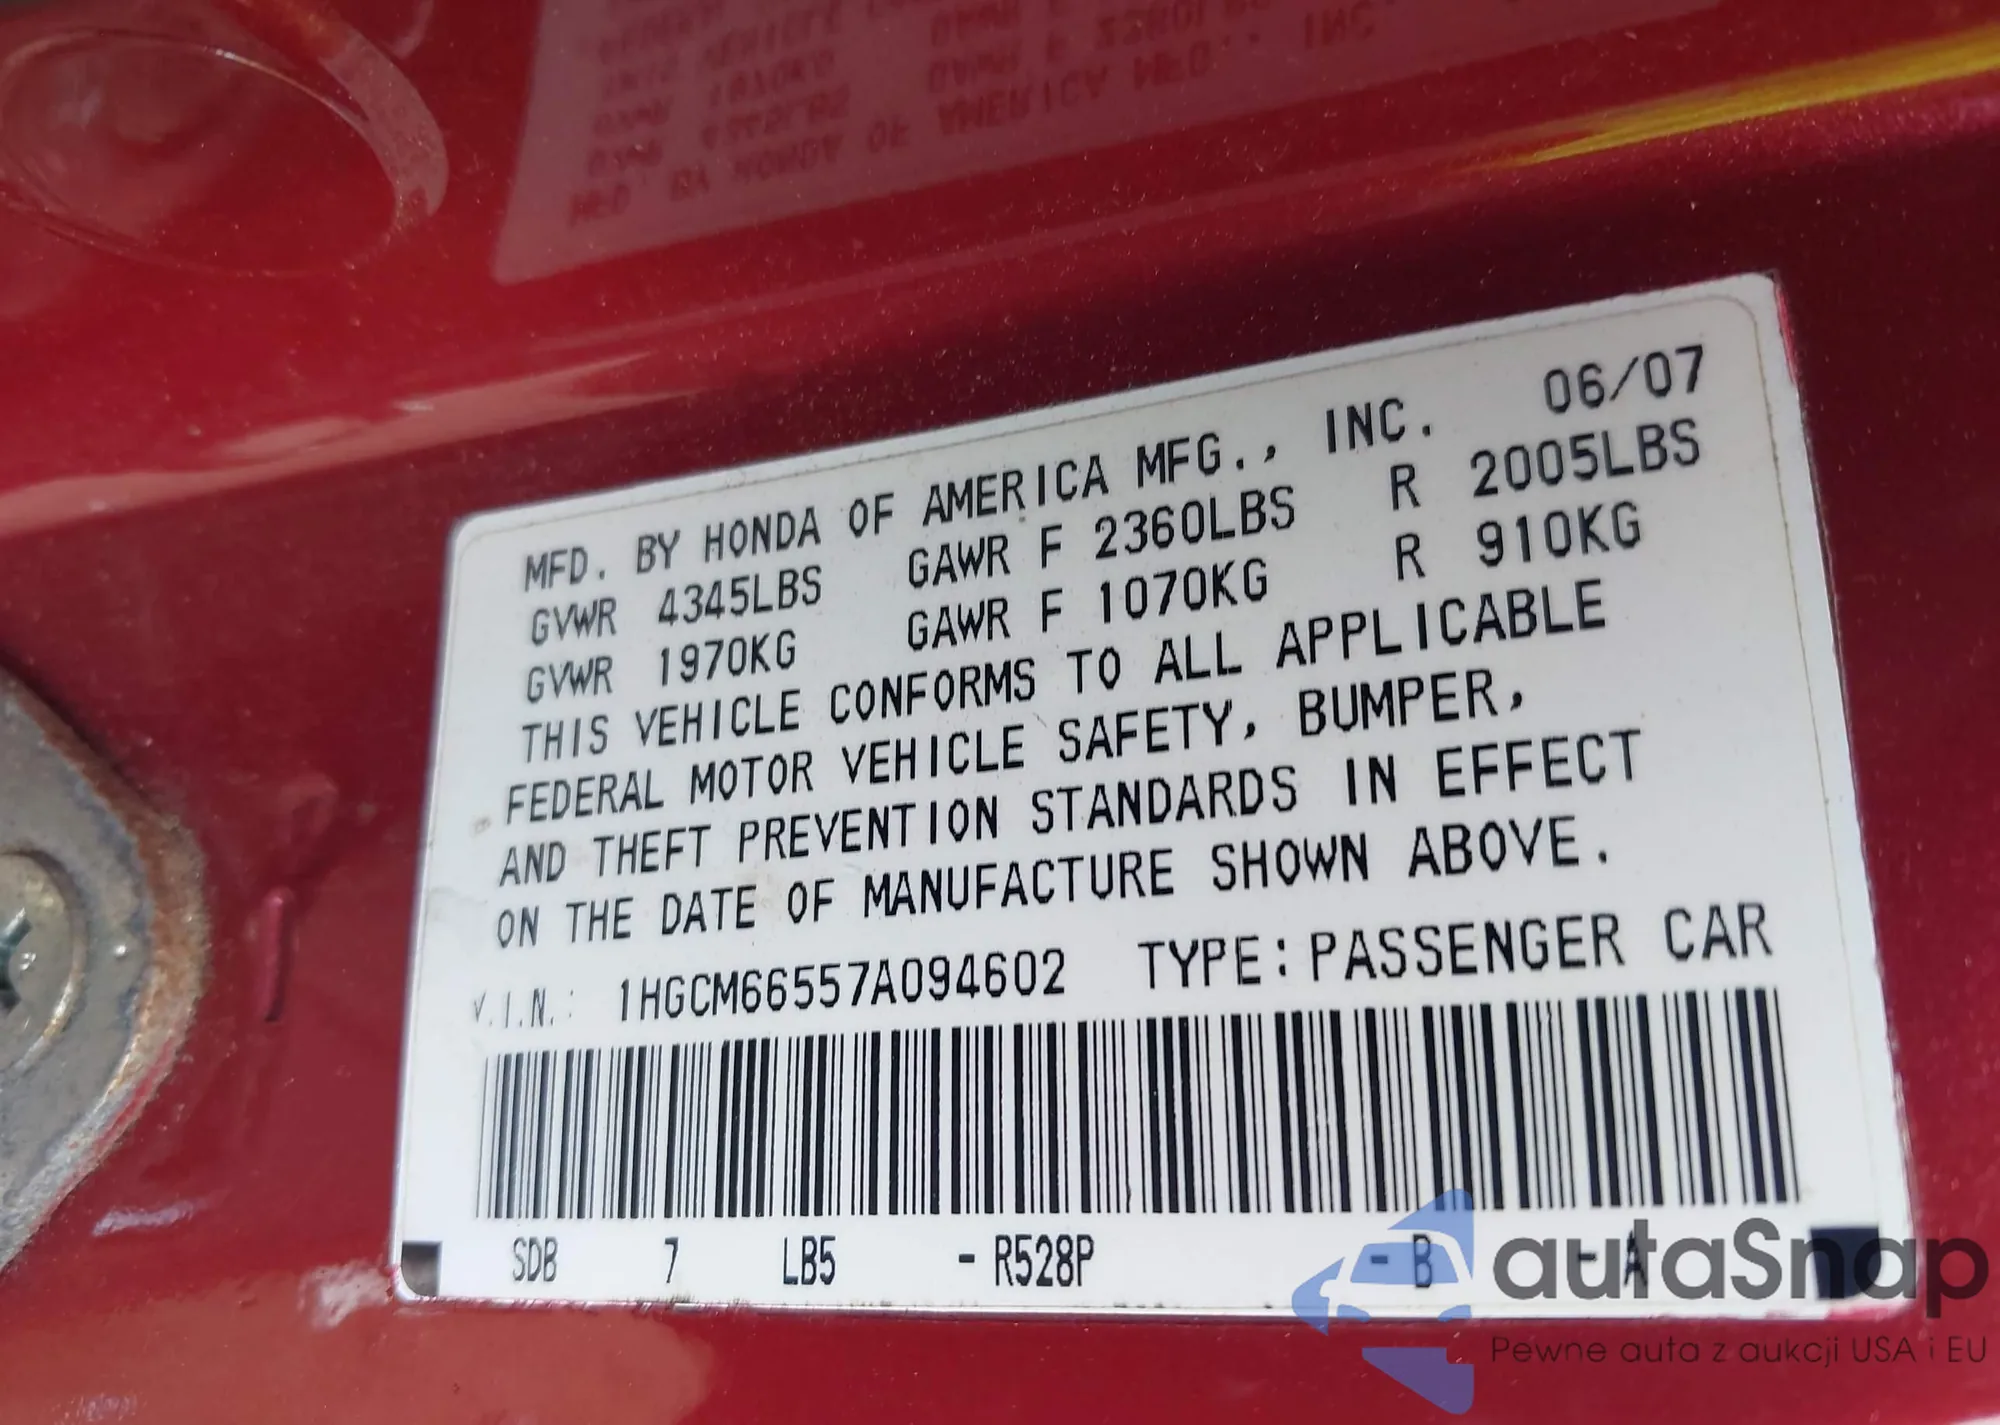 MFD. BY HONDA OF AMERICA MFG., INC. 06/07
GVWR 4345LBS GAWR F 2360LBS R 2005LBS
GVWR 1970KG GAWR F 1070KG R 910KG
THIS VEHICLE CONFORMS TO ALL APPLICABLE
FEDERAL MOTOR VEHICLE SAFETY, BUMPER,
AND THEFT PREVENTION STANDARDS IN EFFECT
ON THE DATE OF MANUFACTURE SHOWN ABOVE.
V.I.N.: 1HGCM66557A094602 TYPE:PASSENGER CAR
SDB 7 LB5 -R528P -B -A
autaSnap
Pewne auta z aukcji USA i EU